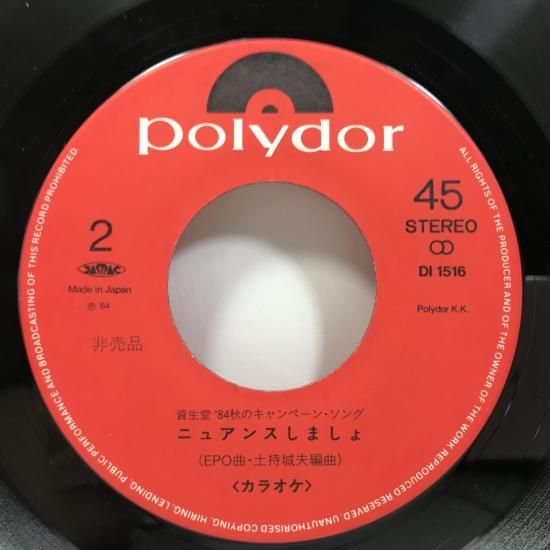 polydor
45
STEREO
DI 1516
Polydor K.K.
2
JASRAC
Made in Japan
Ⓟ '84
非売品
資生堂 '84秋のキャンペーン・ソング
ニュアンスしましょ
(EPO曲・土持城夫編曲)
〈カラオケ〉
ALL RIGHTS OF THE PRODUCER AND OF THE OWNER OF THE WORK REPRODUCED RESERVED. UNAUTHORISED COPYING, HIRING, LENDING, PUBLIC PERFORMANCE AND BROADCASTING OF THIS RECORD PROHIBITED.